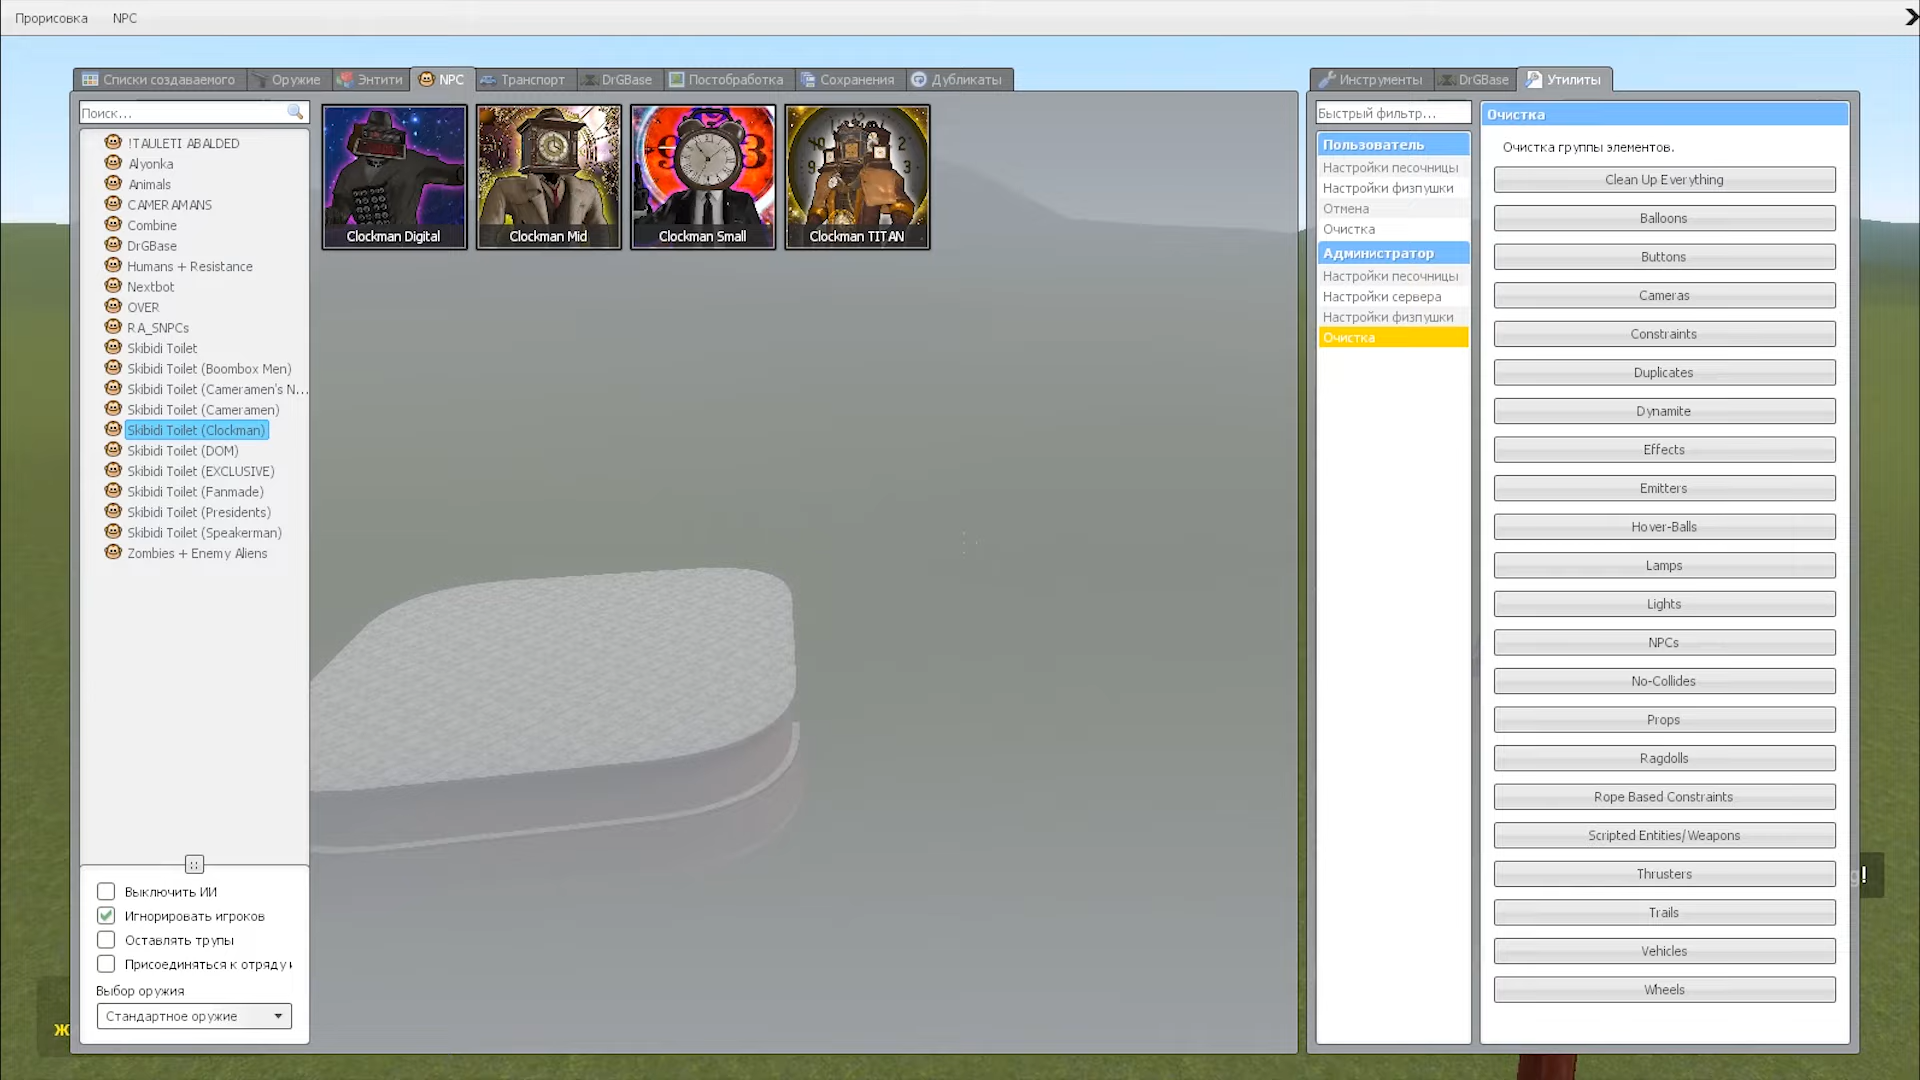 Прорисовка NPC
Списки создаваемого Оружие Энтити NPC Транспорт DrGBase Постобработка Сохранения Дубликаты
Поиск...
!TAULETI ABALDED
Alyonka
Animals
CAMERAMANS
Combine
DrGBase
Humans + Resistance
Nextbot
OVER
RA_SNPCs
Skibidi Toilet
Skibidi Toilet (Boombox Men)
Skibidi Toilet (Cameramen's N...
Skibidi Toilet (Cameramen)
Skibidi Toilet (Clockman)
Skibidi Toilet (DOM)
Skibidi Toilet (EXCLUSIVE)
Skibidi Toilet (Fanmade)
Skibidi Toilet (Presidents)
Skibidi Toilet (Speakerman)
Zombies + Enemy Aliens
Выключить ИИ
Игнорировать игроков
Оставлять трупы
Присоединяться к отряду
Выбор оружия
Стандартное оружие
Ж
Clockman Digital
Clockman Mid
Clockman Small
Clockman TITAN
Инструменты DrGBase Утилиты
Быстрый фильтр...
Пользователь
Настройки песочницы
Настройки физпушки
Отмена
Очистка
Администратор
Настройки песочницы
Настройки сервера
Настройки физпушки
Очистка
Очистка
Очистка группы элементов.
Clean Up Everything
Balloons
Buttons
Cameras
Constraints
Duplicates
Dynamite
Effects
Emitters
Hover-Balls
Lamps
Lights
NPCs
No-Collides
Props
Ragdolls
Rope Based Constraints
Scripted Entities/Weapons
Thrusters
Trails
Vehicles
Wheels